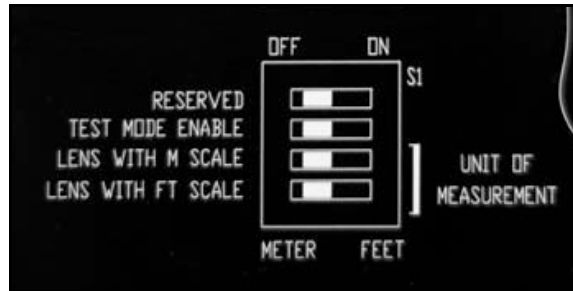 OFF ON
S1
RESERVED
TEST MODE ENABLE
LENS WITH M SCALE
LENS WITH FT SCALE
UNIT OF
MEASUREMENT
METER FEET